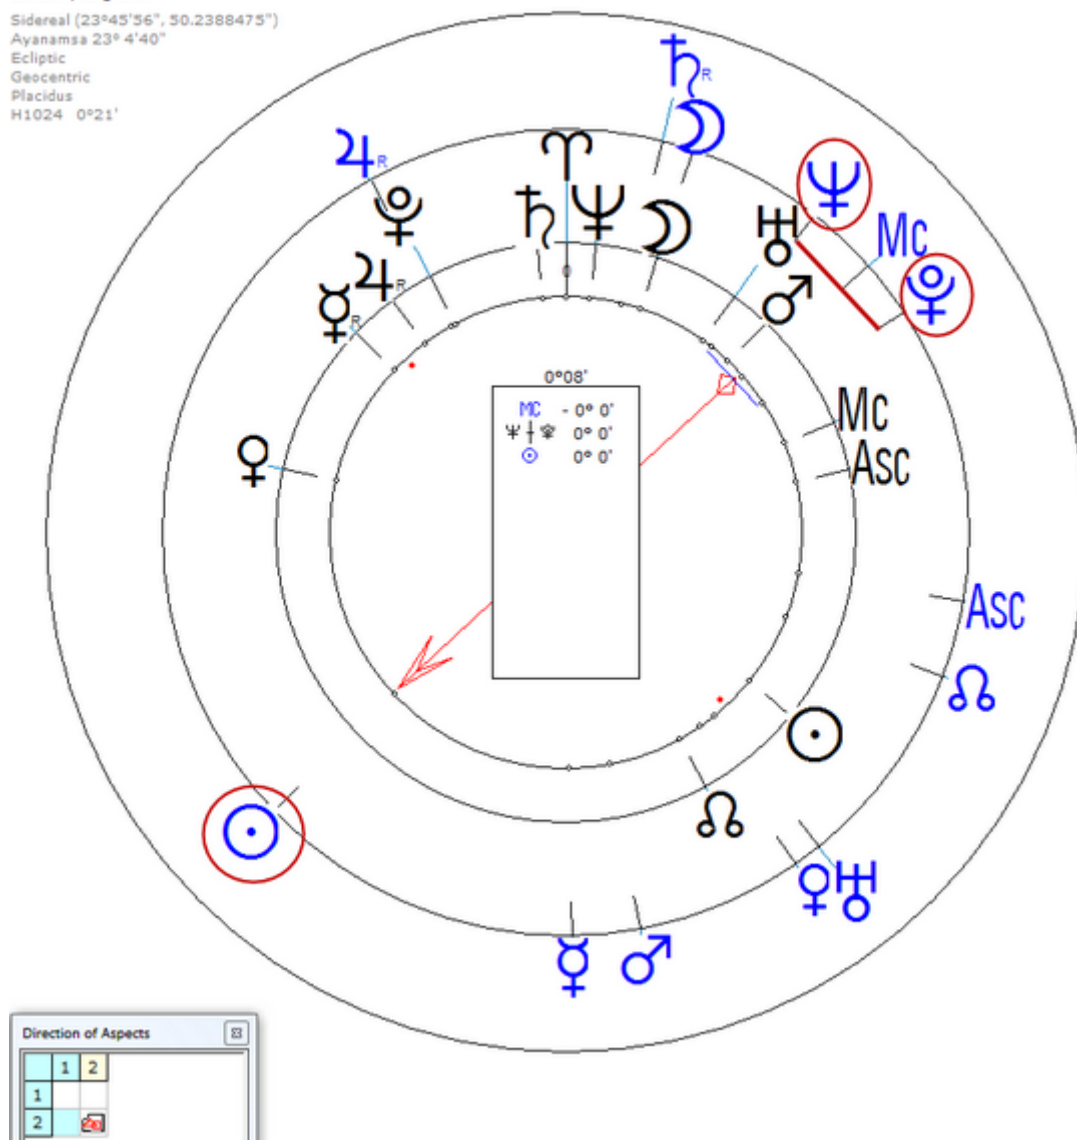 Sidereal (23°45'56", 50.2388475")
Ayanamsa 23° 4'40"
Ecliptic
Geocentric
Placidus
H1024 0°21'
♄R
☽
♃R
♈
♆
♇
♄ ♆ ☽
♅
Mc
♇
♃R
♂
☿R
0
0°08'
MC - 0° 0'
♆ ┼ ♇ 0° 0'
☉ 0° 0'
Mc
Asc
♀
Asc
☊
☉
☊
☉
♀♅
☿ ♂
Direction of Aspects
1 2
1
2